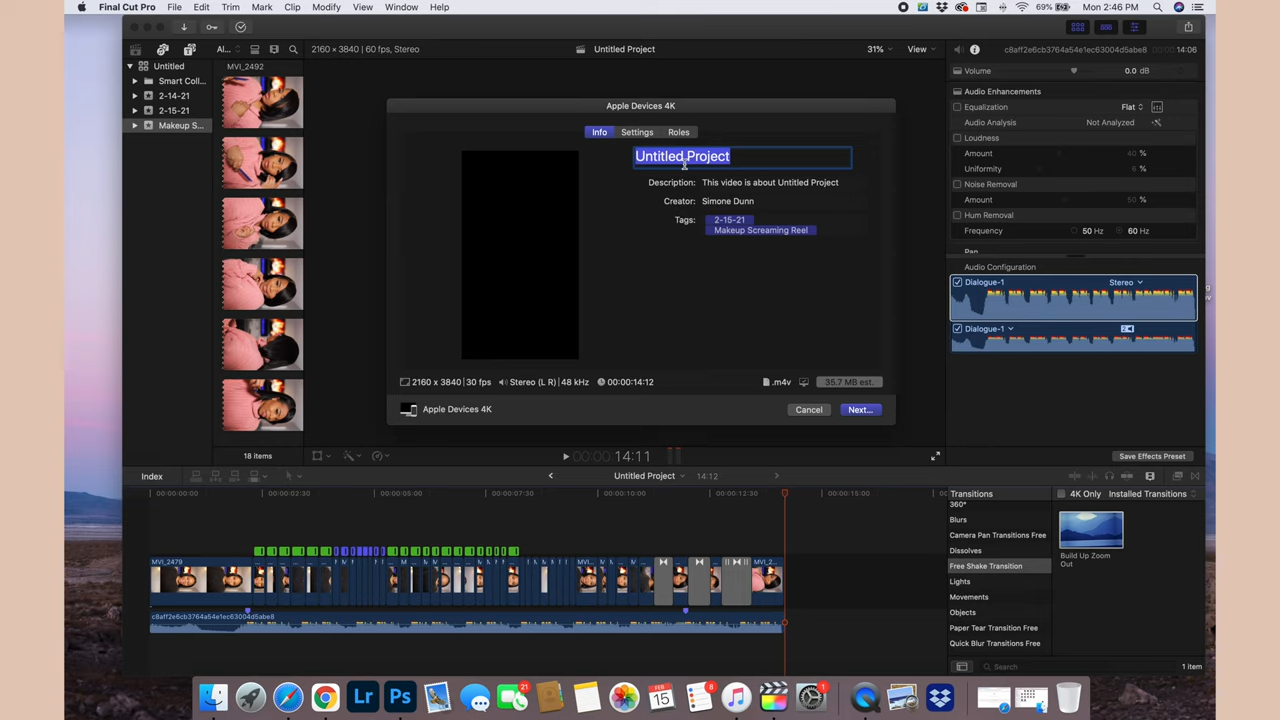 Final Cut Pro File Edit Trim Mark Clip Modify View Window Help 69% Mon 2:46 PM
Al... 2160 x 3840 | 60 fps, Stereo Untitled Project 31% View c8aff2e6cb3764a54e1ec63004d5abe8 14:06
Untitled
Smart Coll...
2-14-21
2-15-21
Makeup S...
MVI_2492
18 items
Apple Devices 4K
Info Settings Roles
Untitled Project
Description: This video is about Untitled Project
Creator: Simone Dunn
Tags: 2-15-21
Makeup Screaming Reel
2160 x 3840 | 30 fps Stereo (L R) | 48 kHz 00:00:14:12 .m4v 35.7 MB est.
Apple Devices 4K Cancel Next...
Volume 0.0 dB
Audio Enhancements
Equalization Flat
Audio Analysis Not Analyzed
Loudness
Amount 40 %
Uniformity 6 %
Noise Removal
Amount 50 %
Hum Removal
Frequency 50 Hz 60 Hz
Pan
Audio Configuration
Dialogue-1 Stereo
Dialogue-1
Save Effects Preset
00:00:14:11
Index Untitled Project 14:12
00:00:00:00 00:00:02:30 00:00:05:00 00:00:07:30 00:00:10:00 00:00:12:30 00:00:15:00
MVI_2479 MVI... MVI_2...
c8aff2e6cb3764a54e1ec63004d5abe8
Transitions 4K Only Installed Transitions
360°
Blurs
Camera Pan Transitions Free
Dissolves
Free Shake Transition
Lights
Movements
Objects
Paper Tear Transition Free
Quick Blur Transitions Free
Build Up Zoom
Out
Search 1 item
Lr Ps 21 FEB 15 8 1